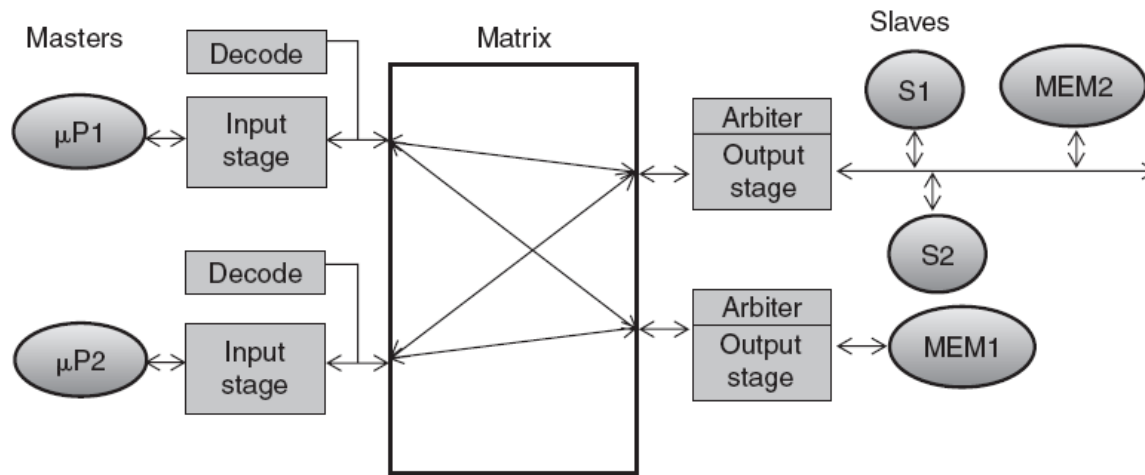 Masters
Decode
Matrix
Slaves
µP1
Input
stage
Arbiter
Output
stage
S1
MEM2
S2
Decode
µP2
Input
stage
Arbiter
Output
stage
MEM1